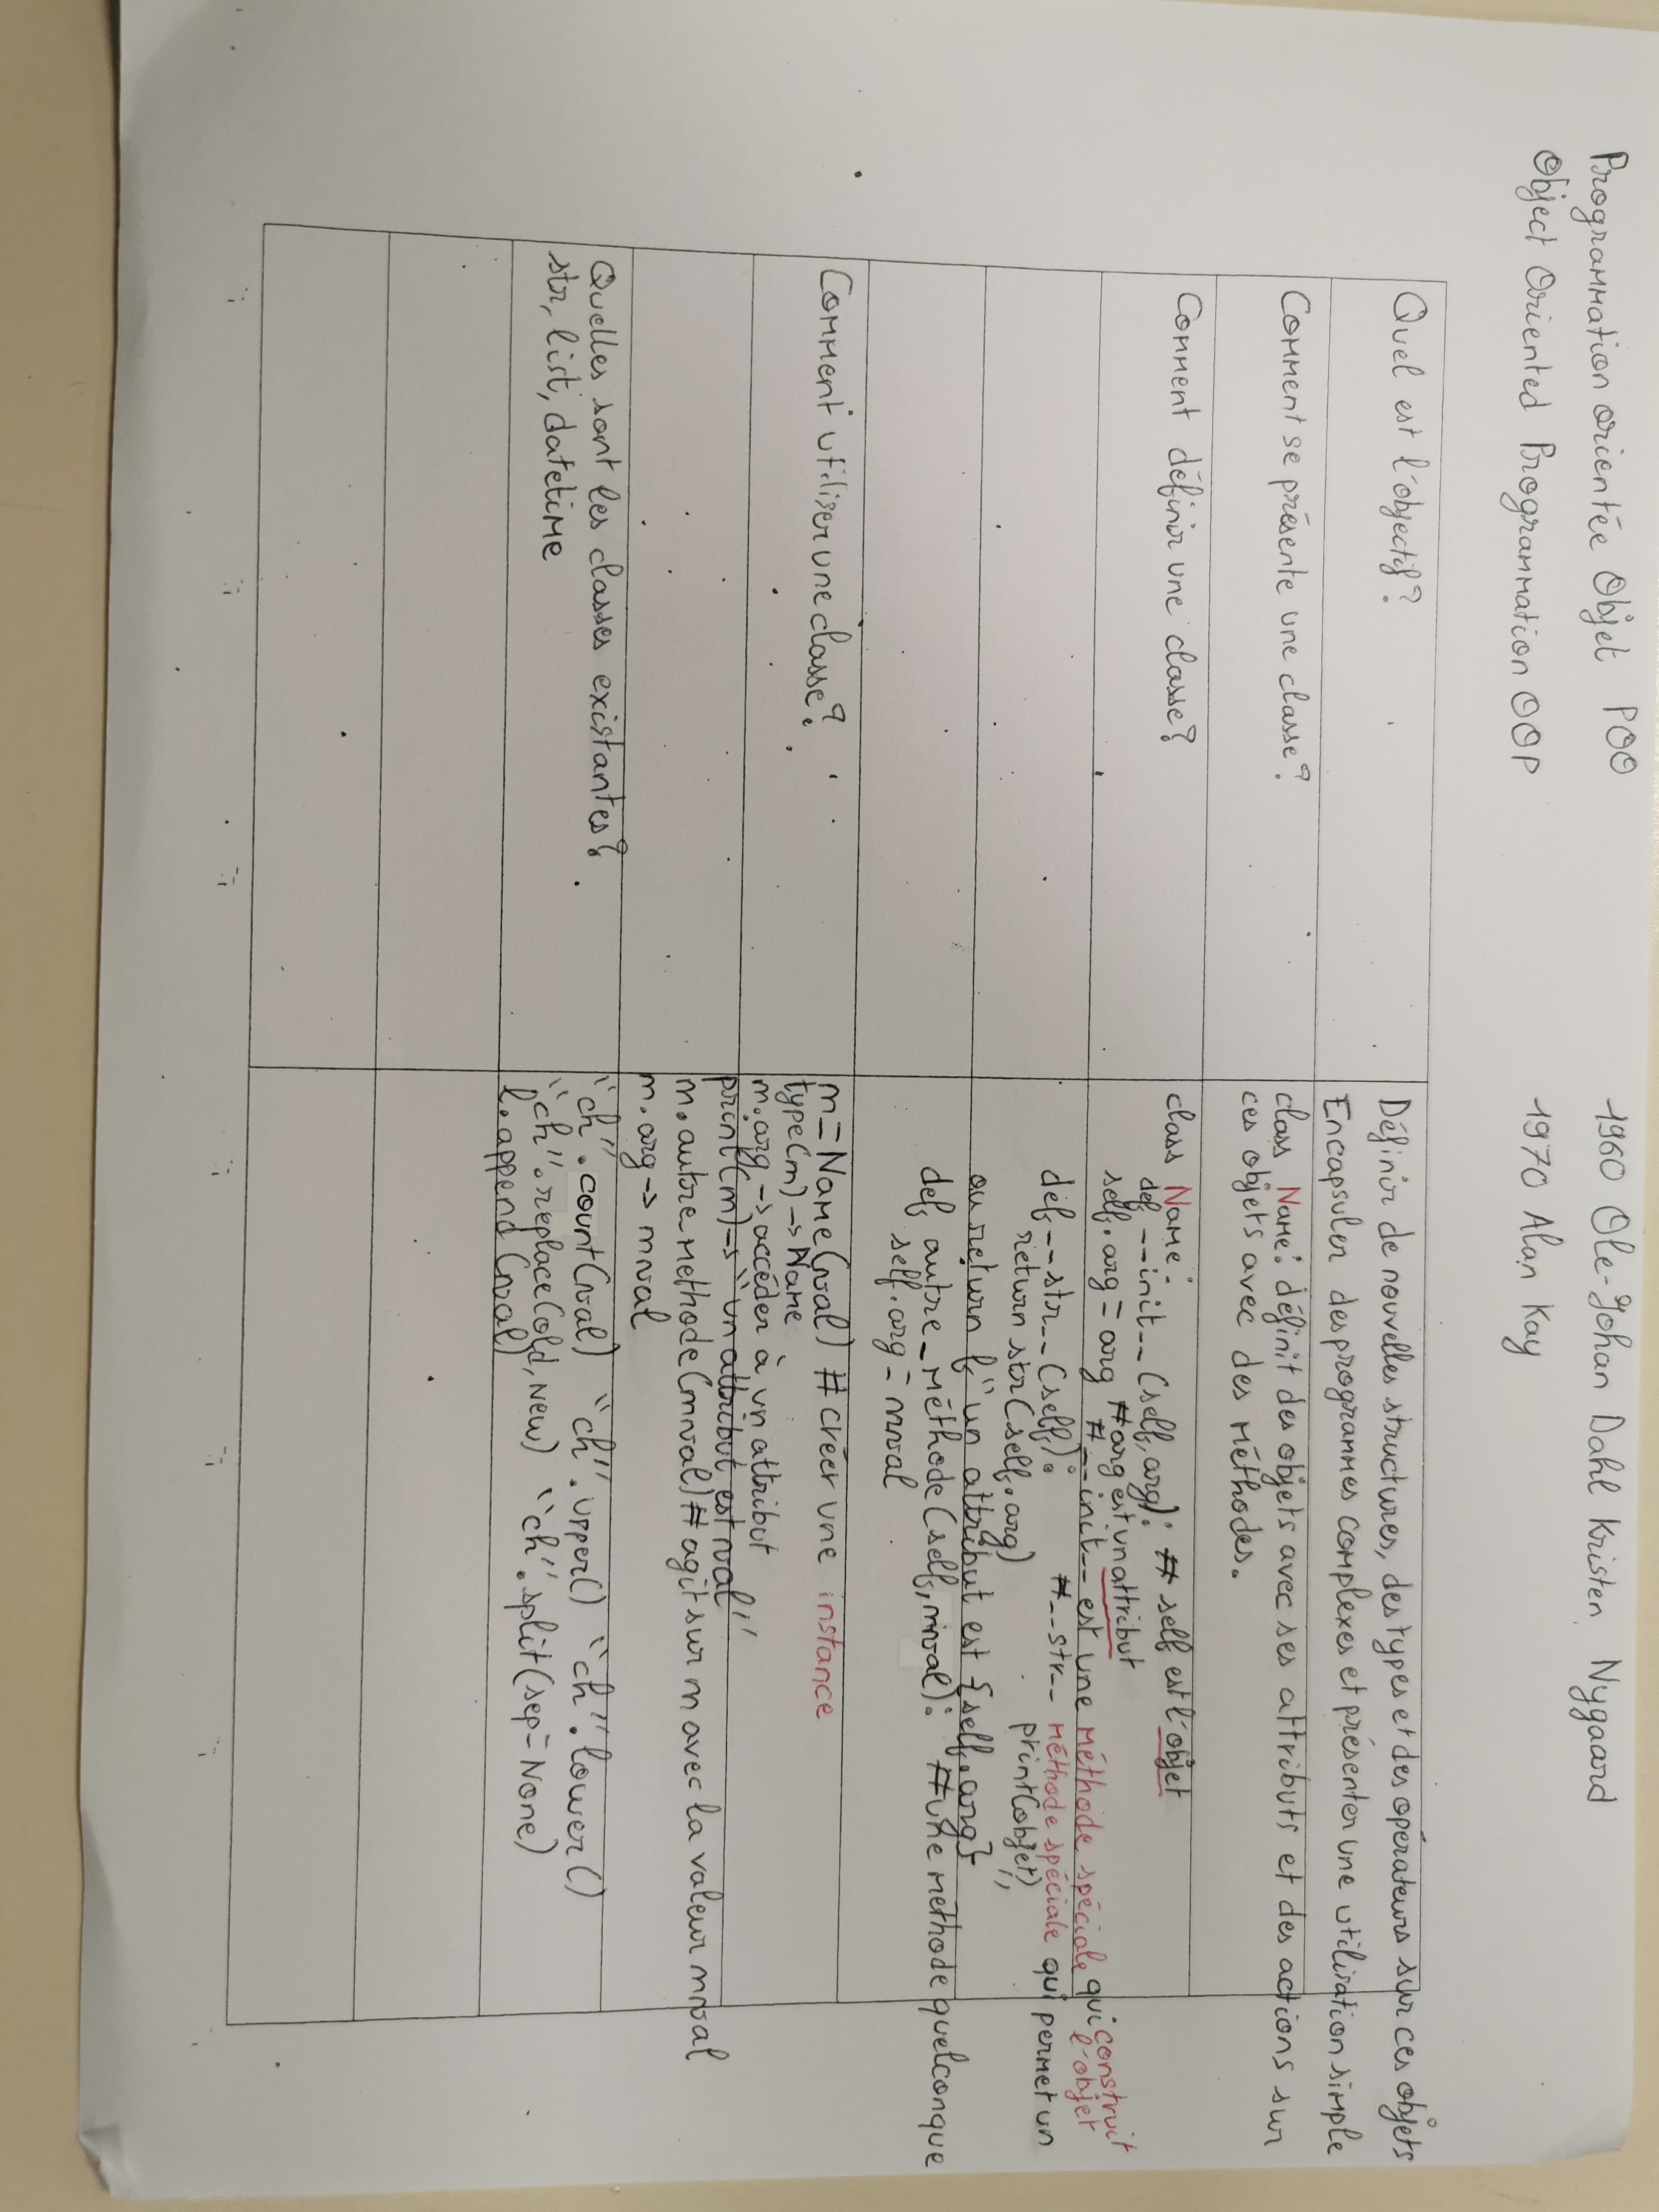 Programmation orientée Objet POO
1960 Ole-Johan Dahl Kristen Nygaard
Object Oriented Programmation OOP
1970 Alan Kay
Quel est l'objectif?
Définir de nouvelles structures, des types et des opérateurs sur ces objets
Encapsuler des programmes complexes et présenter une utilisation simple
Comment se présente une classe?
class Name: définit des objets avec ses attributs et des actions sur
ces objets avec des méthodes.
Comment définir une classe?
class Name:
def __init__(self, arg): # self est l'objet
self.arg = arg #arg est un attribut
#__init__ est une méthode spéciale qui construit
l'objet
def __str__(self): #__str__ méthode spéciale qui permet un
return str(self.arg) print(objet)
ou return f"un attribut est {self.arg}"
def autre_méthode(self, nval): #une méthode quelconque
self.arg = nval
Comment utiliser une classe?
n = Name(val) # créer une instance
type(n) -> Name
n.arg -> accéder à un attribut
print(n) -> "un attribut est val"
n.autre methode(nval) # agit sur n avec la valeur nval
n.arg -> nval
Quelles sont les classes existantes?
str, list, datetime
"ch".count(val) "ch".upper() "ch".lower()
"ch".replace(old, new) "ch".split(sep=None)
l.append(val)